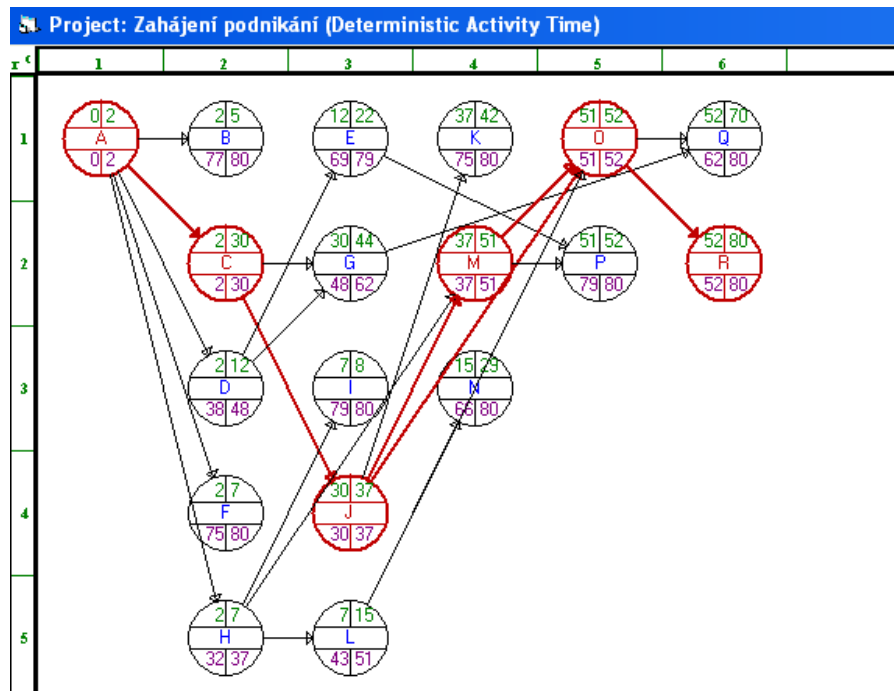 Project: Zahájení podnikání (Deterministic Activity Time)
r c 1 2 3 4 5 6
1
0 2 2 5 12 22 37 42 51 52 52 70
A B E K O Q
0 2 77 80 69 79 75 80 51 52 62 80
2
2 30 30 44 37 51 51 52 52 80
C G M P R
2 30 48 62 37 51 79 80 52 80
3
2 12 7 8 15 29
D I N
38 48 79 80 66 80
4
2 7 30 37
F J
75 80 30 37
5
2 7 7 15
H L
32 37 43 51